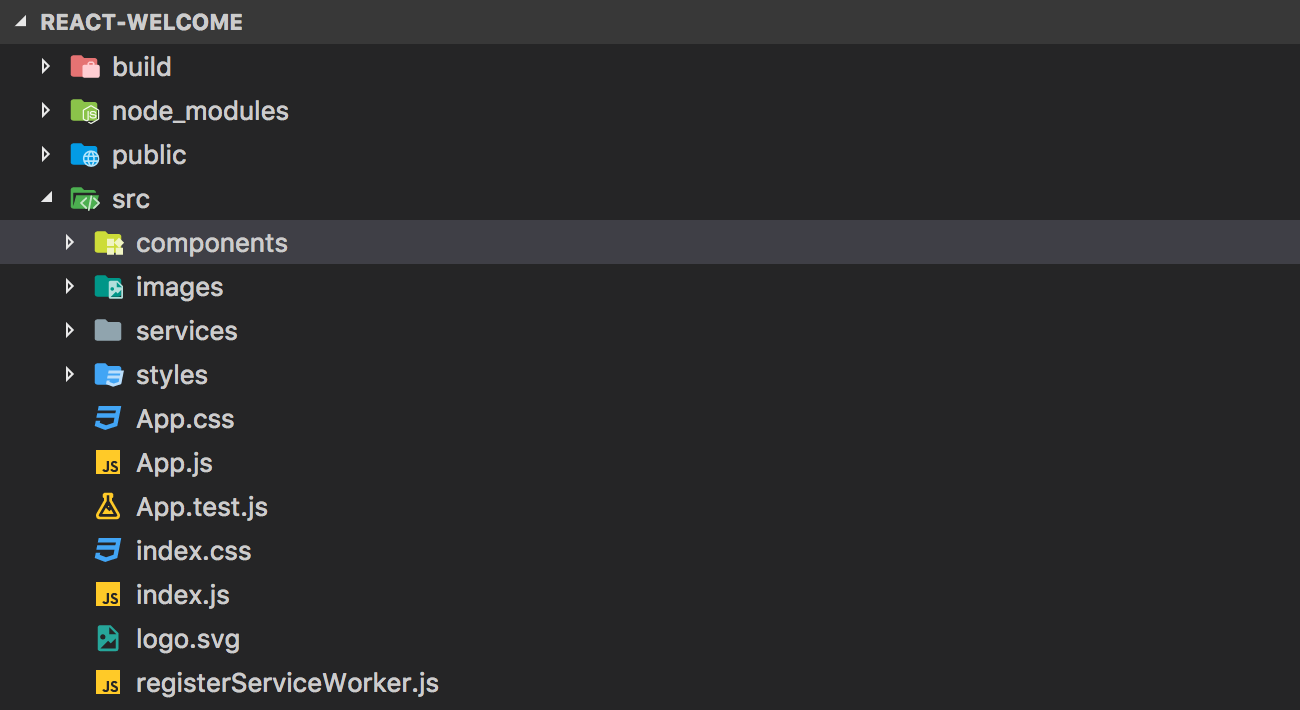 REACT-WELCOME
build
node_modules
public
src
components
images
services
styles
App.css
App.js
App.test.js
index.css
index.js
logo.svg
registerServiceWorker.js